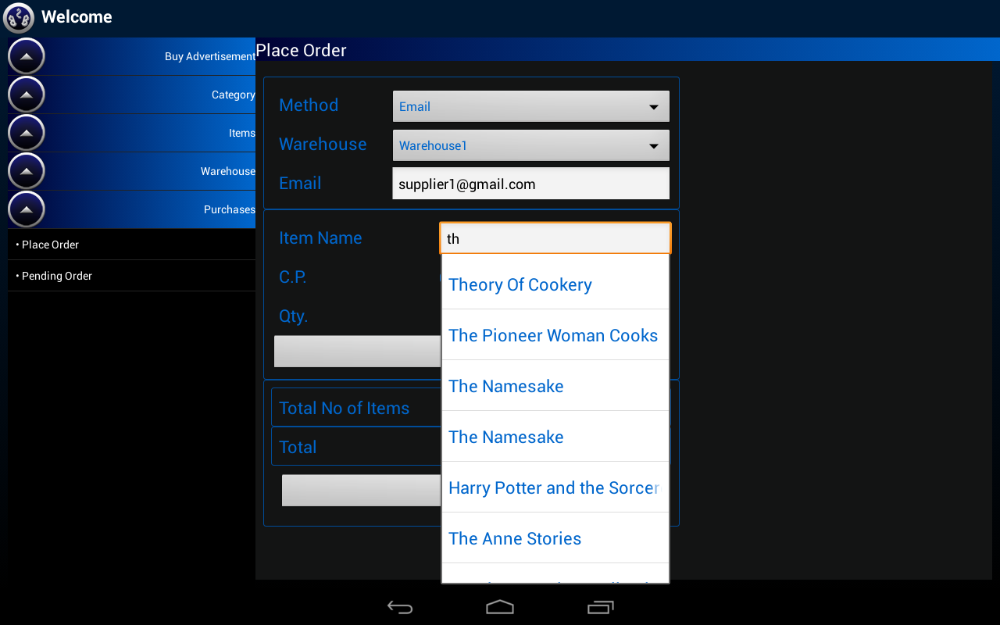 Welcome
Buy Advertisement
Category
Items
Warehouse
Purchases
• Place Order
• Pending Order
Place Order
Method
Email
Warehouse
Warehouse1
Email
supplier1@gmail.com
Item Name
th
C.P.
Qty.
Total No of Items
Total
Theory Of Cookery
The Pioneer Woman Cooks
The Namesake
The Namesake
Harry Potter and the Sorcer
The Anne Stories